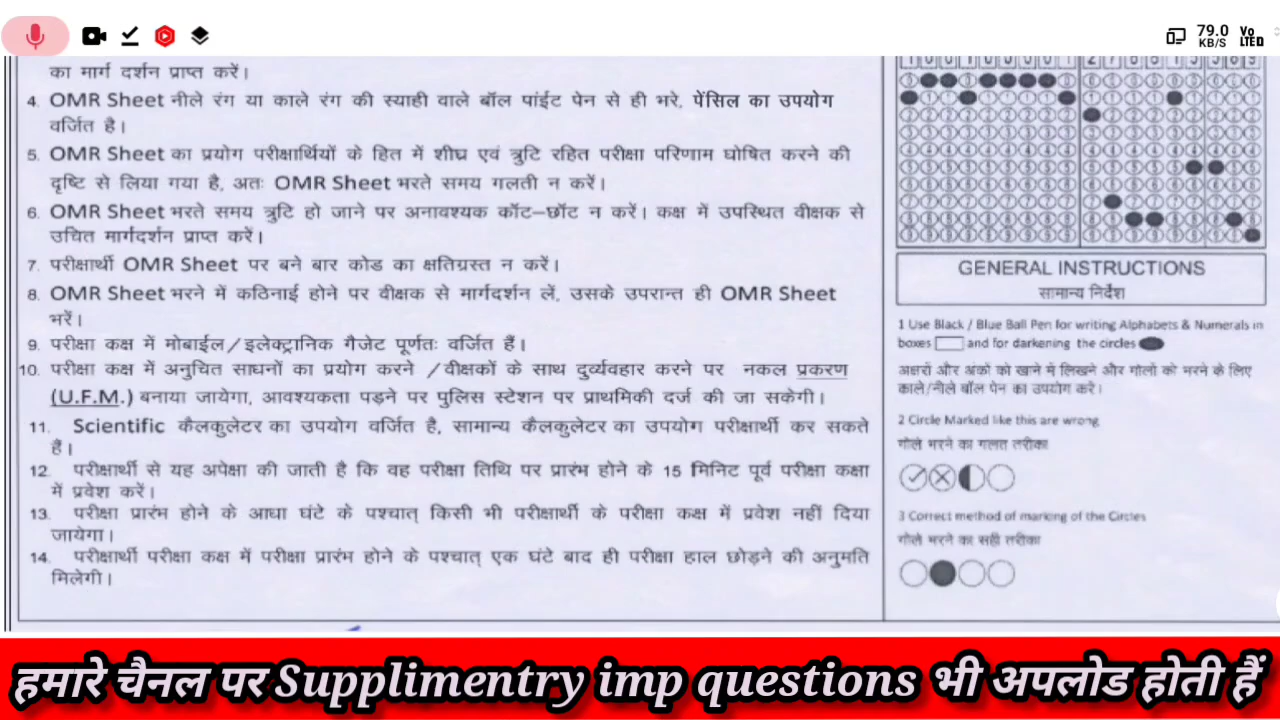 79.0
KB/S
Vo
LTED
का मार्ग दर्शन प्राप्त करें।
4. OMR Sheet नीले रंग या काले रंग की स्याही वाले बॉल पांईट पेन से ही भरे, पेंसिल का उपयोग
वर्जित है।
5. OMR Sheet का प्रयोग परीक्षार्थियों के हित में शीघ्र एवं त्रुटि रहित परीक्षा परिणाम घोषित करने की
दृष्टि से लिया गया है, अतः OMR Sheet भरते समय गलती न करें।
6. OMR Sheet भरते समय त्रुटि हो जाने पर अनावश्यक कॉट–छॉट न करें। कक्ष में उपस्थित वीक्षक से
उचित मार्गदर्शन प्राप्त करें।
7. परीक्षार्थी OMR Sheet पर बने बार कोड का क्षतिग्रस्त न करें।
8. OMR Sheet भरने में कठिनाई होने पर वीक्षक से मार्गदर्शन लें, उसके उपरान्त ही OMR Sheet
भरें।
9. परीक्षा कक्ष में मोबाईल/इलेक्ट्रानिक गैजेट पूर्णतः वर्जित हैं।
10. परीक्षा कक्ष में अनुचित साधनों का प्रयोग करने /वीक्षकों के साथ दुर्व्यवहार करने पर नकल प्रकरण
(U.F.M.) बनाया जायेगा, आवश्यकता पड़ने पर पुलिस स्टेशन पर प्राथमिकी दर्ज की जा सकेगी।
11. Scientific कैलकुलेटर का उपयोग वर्जित है, सामान्य कैलकुलेटर का उपयोग परीक्षार्थी कर सकते
हैं।
12. परीक्षार्थी से यह अपेक्षा की जाती है कि वह परीक्षा तिथि पर प्रारंभ होने के 15 मिनिट पूर्व परीक्षा कक्षा
में प्रवेश करें।
13. परीक्षा प्रारंम होने के आधा घंटे के पश्चात् किसी भी परीक्षार्थी के परीक्षा कक्ष में प्रवेश नहीं दिया
जायेगा।
14. परीक्षार्थी परीक्षा कक्ष में परीक्षा प्रारंम होने के पश्चात् एक घंटे बाद ही परीक्षा हाल छोड़ने की अनुमति
मिलेगी।
GENERAL INSTRUCTIONS
सामान्य निर्देश
1 Use Black / Blue Ball Pen for writing Alphabets & Numerals in
boxes and for darkening the circles
अक्षरों और अंकों को खाने में लिखने और गोलों को भरने के लिए
काले/नीले बॉल पेन का उपयोग करें।
2 Circle Marked like this are wrong
गोले भरने का गलत तरीका
3 Correct method of marking of the Circles
गोले भरने का सही तरीका
हमारे चैनल पर Supplimentry imp questions भी अपलोड होती हैं